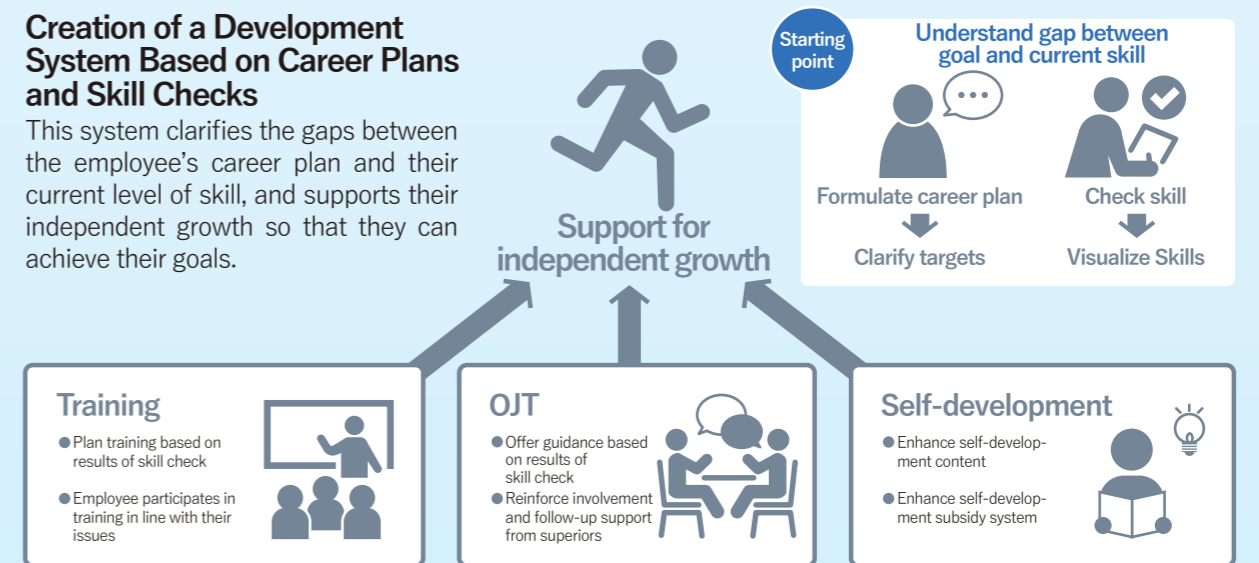 Creation of a Development
System Based on Career Plans
and Skill Checks
This system clarifies the gaps between
the employee's career plan and their
current level of skill, and supports their
independent growth so that they can
achieve their goals.
Support for
independent growth
Starting
point
Understand gap between
goal and current skill
Formulate career plan
Clarify targets
Check skill
Visualize Skills
Training
●Plan training based on
results of skill check
●Employee participates in
training in line with their
issues
OJT
●Offer guidance based
on results of
skill check
●Reinforce involvement
and follow-up support
from superiors
Self-development
●Enhance self-develop-
ment content
●Enhance self-develop-
ment subsidy system